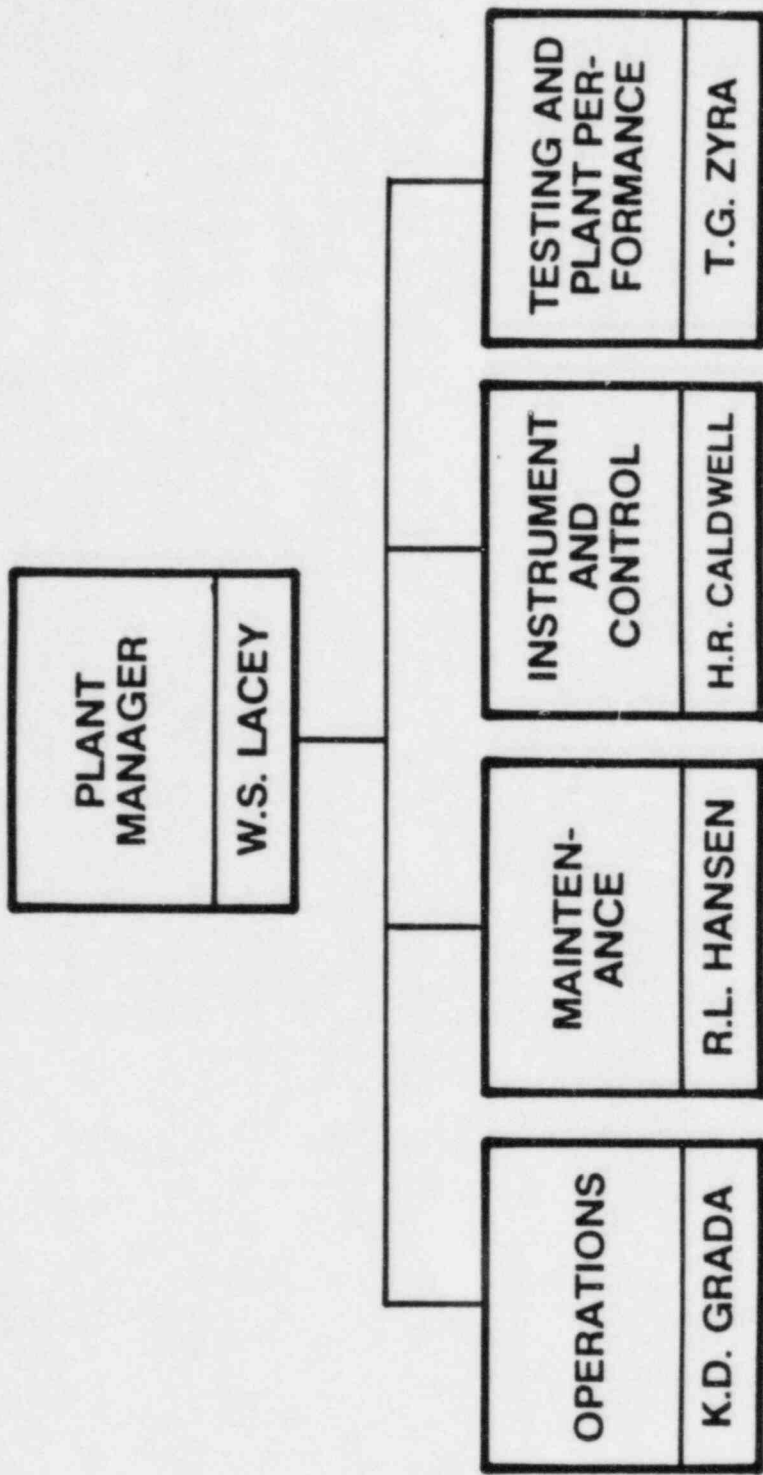 PLANT
MANAGER
W.S. LACEY
OPERATIONS
K.D. GRADA
MAINTEN-
ANCE
R.L. HANSEN
INSTRUMENT
AND
CONTROL
H.R. CALDWELL
TESTING AND
PLANT PER-
FORMANCE
T.G. ZYRA